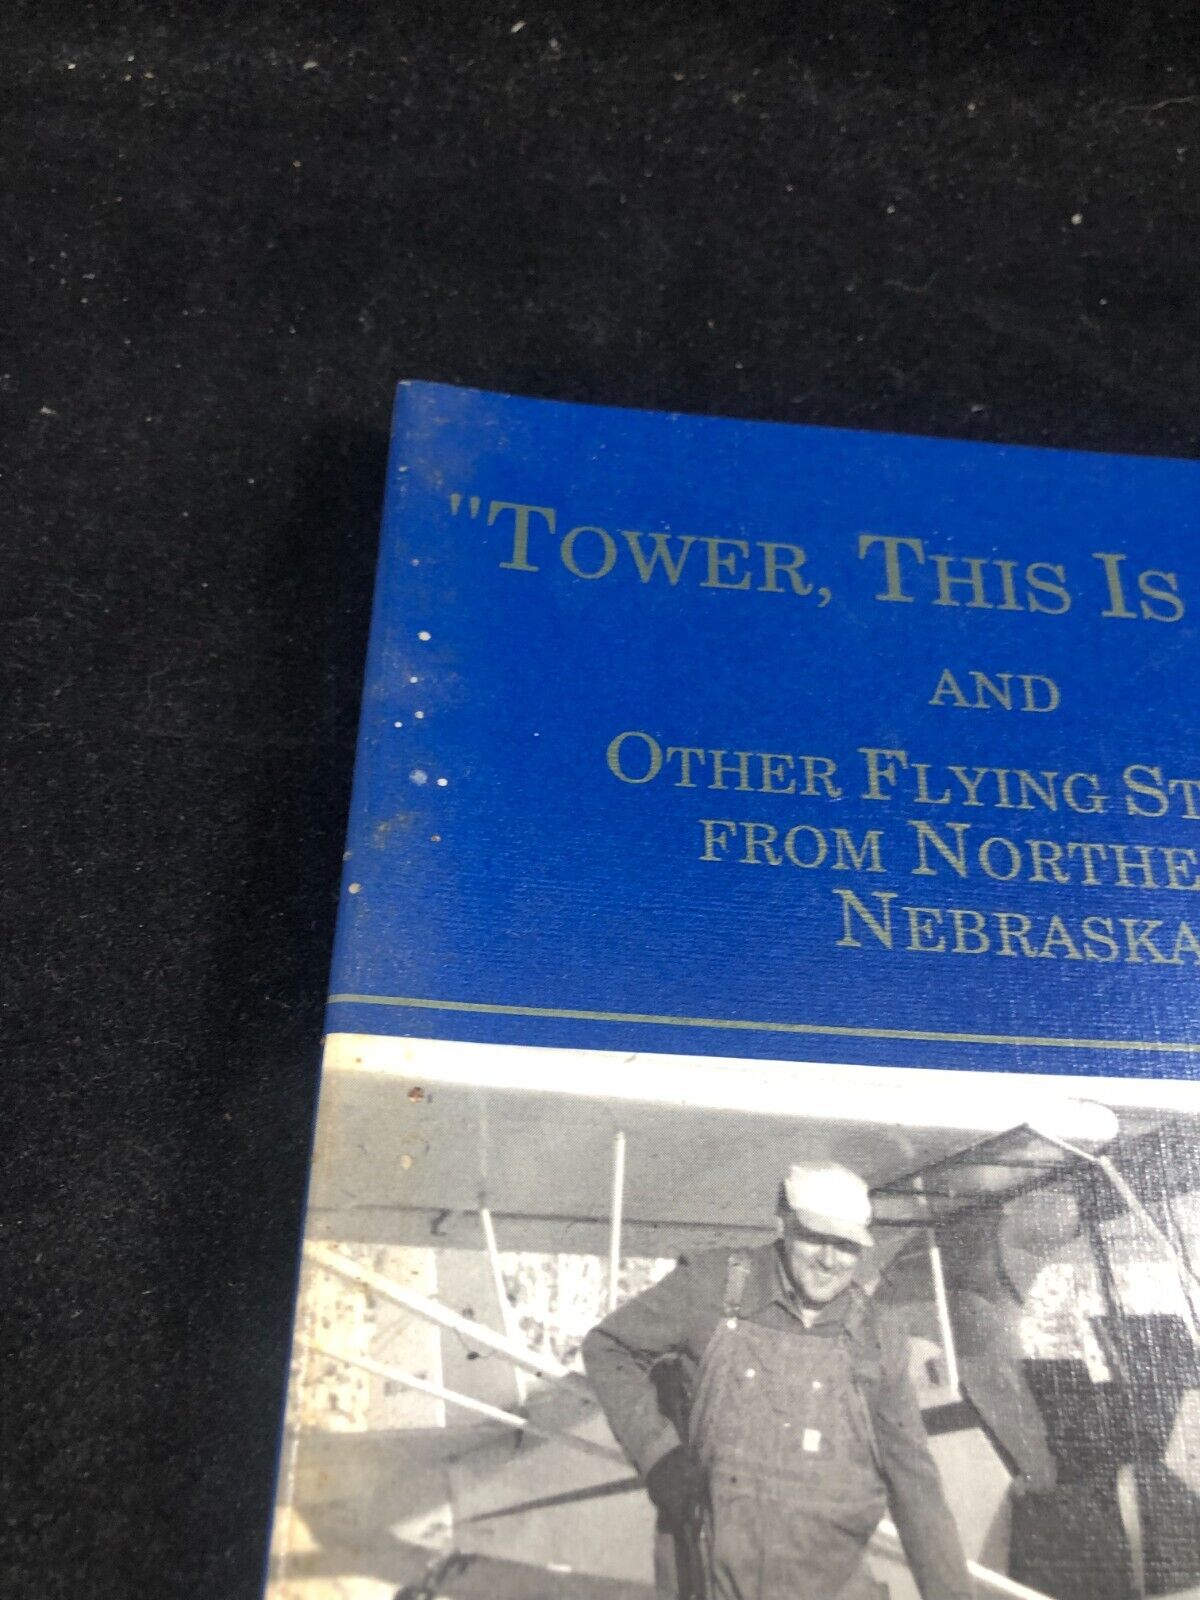 "Tower, This Is
and
Other Flying St
from Northe
Nebraska